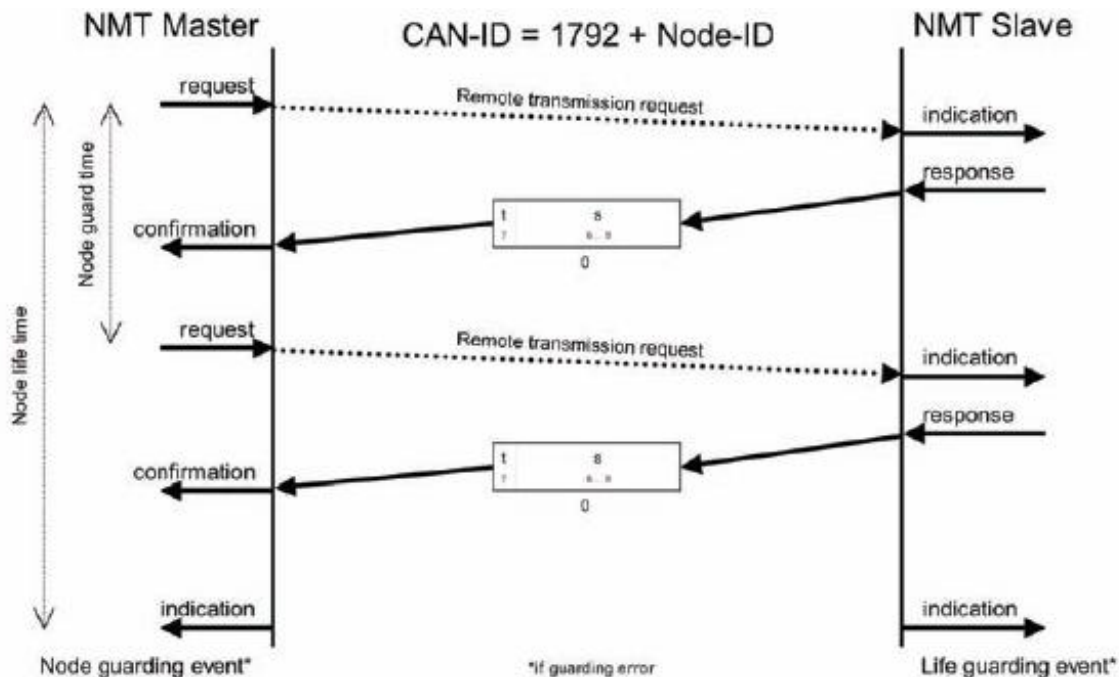 NMT Master
CAN-ID = 1792 + Node-ID
NMT Slave
request
Remote transmission request
indication
response
t s
7
0
confirmation
Node guard time
Node life time
request
Remote transmission request
indication
response
t s
7
0
confirmation
indication
indication
Node guarding event*
*if guarding error
Life guarding event*